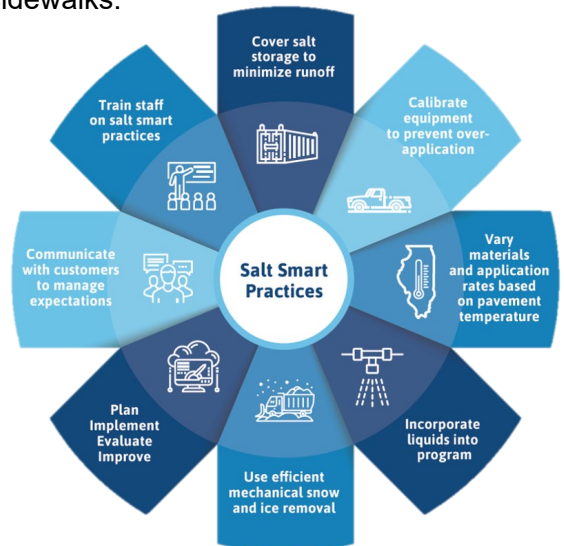 Cover salt
storage to
minimize runoff
Calibrate
equipment
to prevent over-
application
Vary
materials
and application
rates based
on pavement
temperature
Incorporate
liquids into
program
Use efficient
mechanical snow
and ice removal
Plan
Implement
Evaluate
Improve
Communicate
with customers
to manage
expectations
Train staff
on salt smart
practices
Salt Smart
Practices